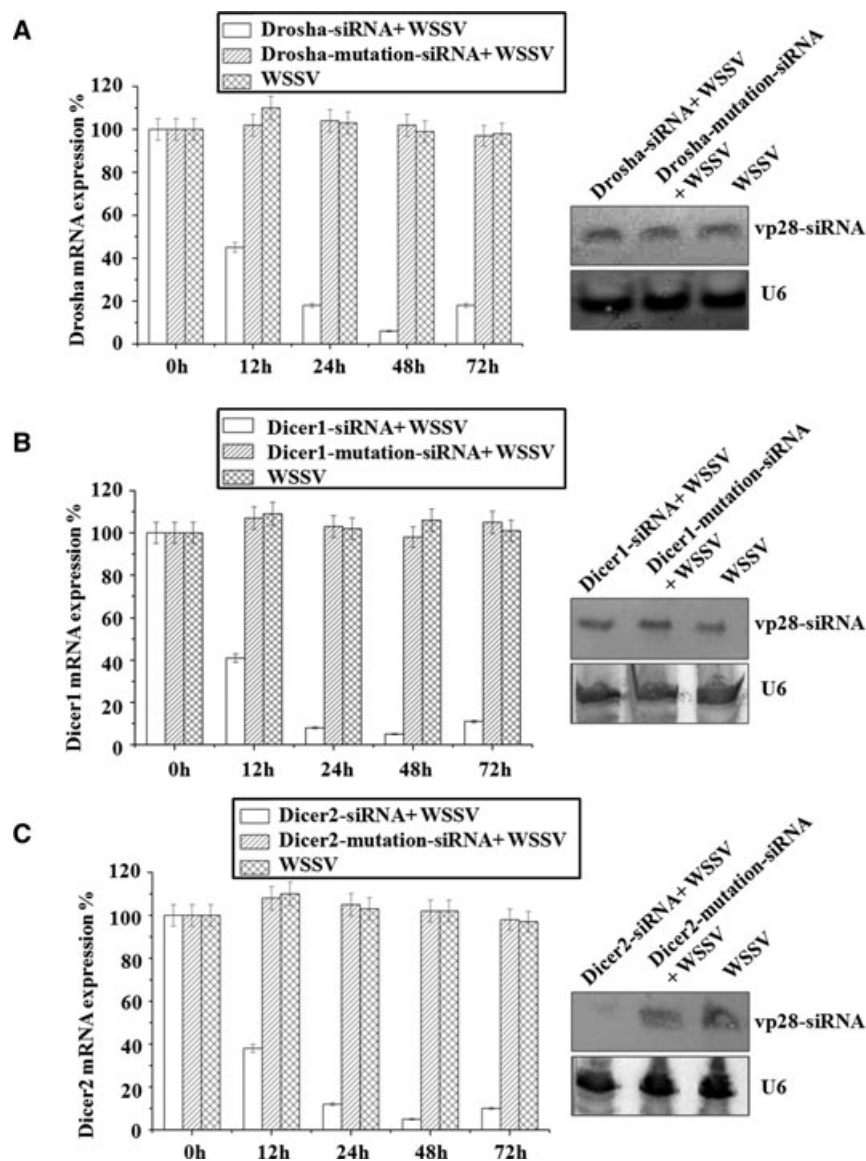 A
Drosha-siRNA+ WSSV
Drosha-mutation-siRNA+ WSSV
WSSV
Drosha mRNA expression %
120
100
80
60
40
20
0
0h 12h 24h 48h 72h
Drosha-siRNA+ WSSV
Drosha-mutation-siRNA
+ WSSV
WSSV
vp28-siRNA
U6
B
Dicer1-siRNA+ WSSV
Dicer1-mutation-siRNA+ WSSV
WSSV
Dicer1 mRNA expression %
120
100
80
60
40
20
0
0h 12h 24h 48h 72h
Dicer1-siRNA+ WSSV
Dicer1-mutation-siRNA
+ WSSV
WSSV
vp28-siRNA
U6
C
Dicer2-siRNA+ WSSV
Dicer2-mutation-siRNA+ WSSV
WSSV
Dicer2 mRNA expression %
120
100
80
60
40
20
0
0h 12h 24h 48h 72h
Dicer2-siRNA+ WSSV
Dicer2-mutation-siRNA
+ WSSV
WSSV
vp28-siRNA
U6